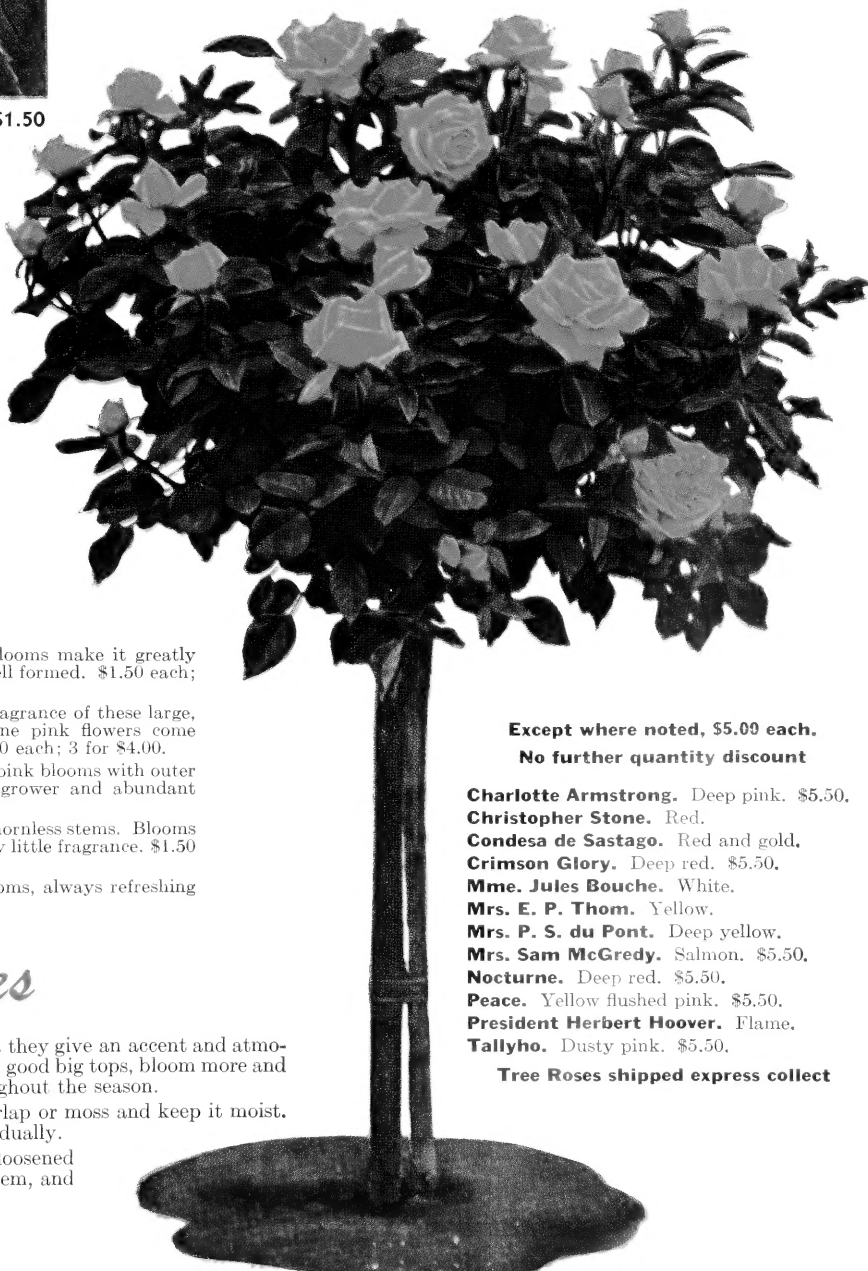 $1.50
looms make it greatly
ll formed. $1.50 each;
agrance of these large,
ne pink flowers come
0 each; 3 for $4.00.
pink blooms with outer
grower and abundant
ornless stems. Blooms
y little fragrance. $1.50
oms, always refreshing
es
they give an accent and atmo-
good big tops, bloom more and
ghout the season.
rlap or moss and keep it moist.
dually.
loosened
em, and
Except where noted, $5.00 each.
No further quantity discount
Charlotte Armstrong. Deep pink. $5.50.
Christopher Stone. Red.
Condesa de Sastago. Red and gold.
Crimson Glory. Deep red. $5.50.
Mme. Jules Bouche. White.
Mrs. E. P. Thom. Yellow.
Mrs. P. S. du Pont. Deep yellow.
Mrs. Sam McGredy. Salmon. $5.50.
Nocturne. Deep red. $5.50.
Peace. Yellow flushed pink. $5.50.
President Herbert Hoover. Flame.
Tallyho. Dusty pink. $5.50.
Tree Roses shipped express collect